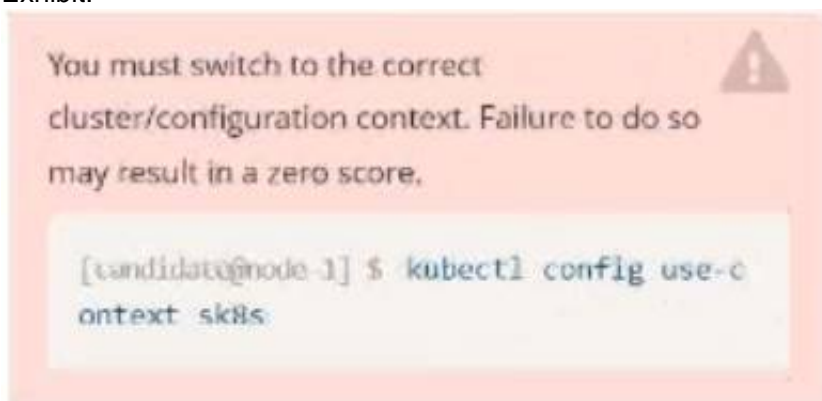 Exhibit:
You must switch to the correct
cluster/configuration context. Failure to do so
may result in a zero score.
[candidate@node-1] $ kubectl config use-c
ontext sk8s